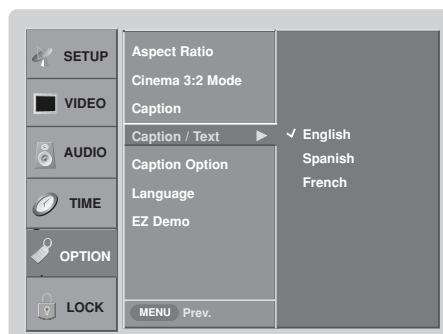 SETUP
VIDEO
AUDIO
TIME
OPTION
LOCK
Aspect Ratio
Cinema 3:2 Mode
Caption
Caption / Text
Caption Option
Language
EZ Demo
MENU Prev.
English
Spanish
French